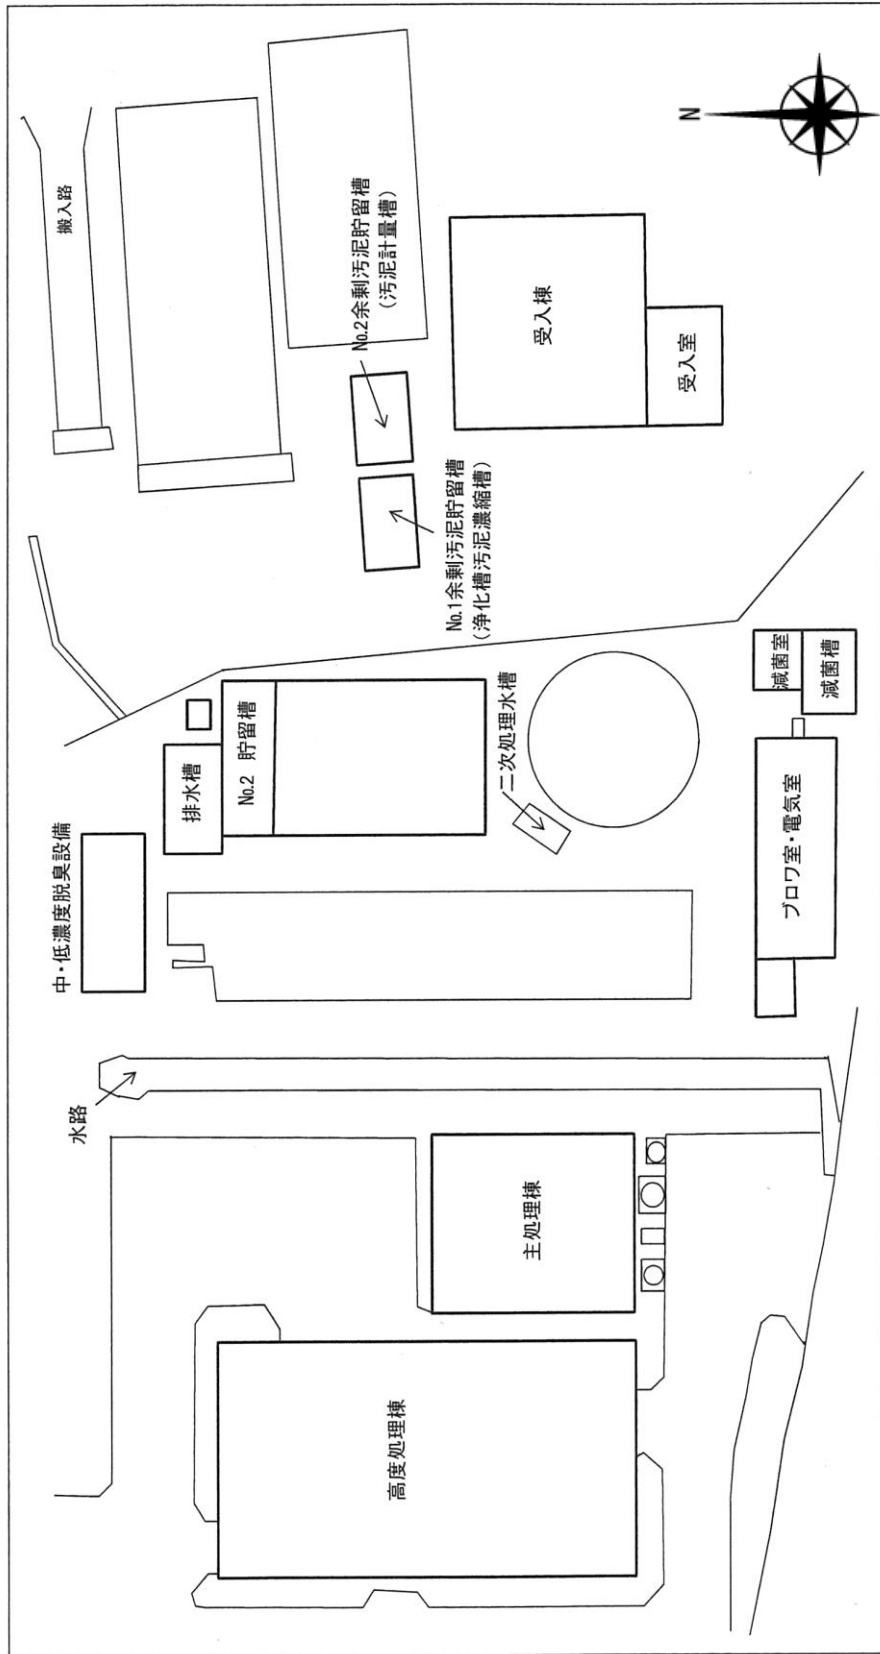 搬入路
No.2余剰汚泥貯留槽
（汚泥計量槽）
受入棟
受入室
No.1余剰汚泥貯留槽
（浄化槽汚泥濃縮槽）
N
中・低濃度脱臭設備
排水槽
No.2 貯留槽
二次処理水槽
滅菌室
滅菌槽
ブロワ室・電気室
水路
主処理棟
高度処理棟